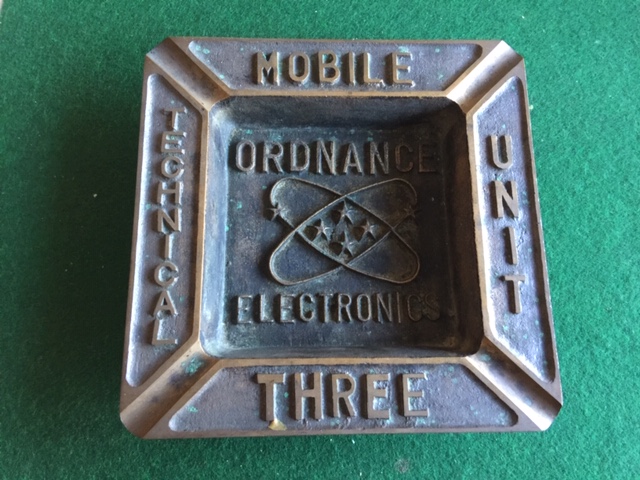 MOBILE
TECHNICAL
UNIT
THREE
ORDNANCE
ELECTRONICS